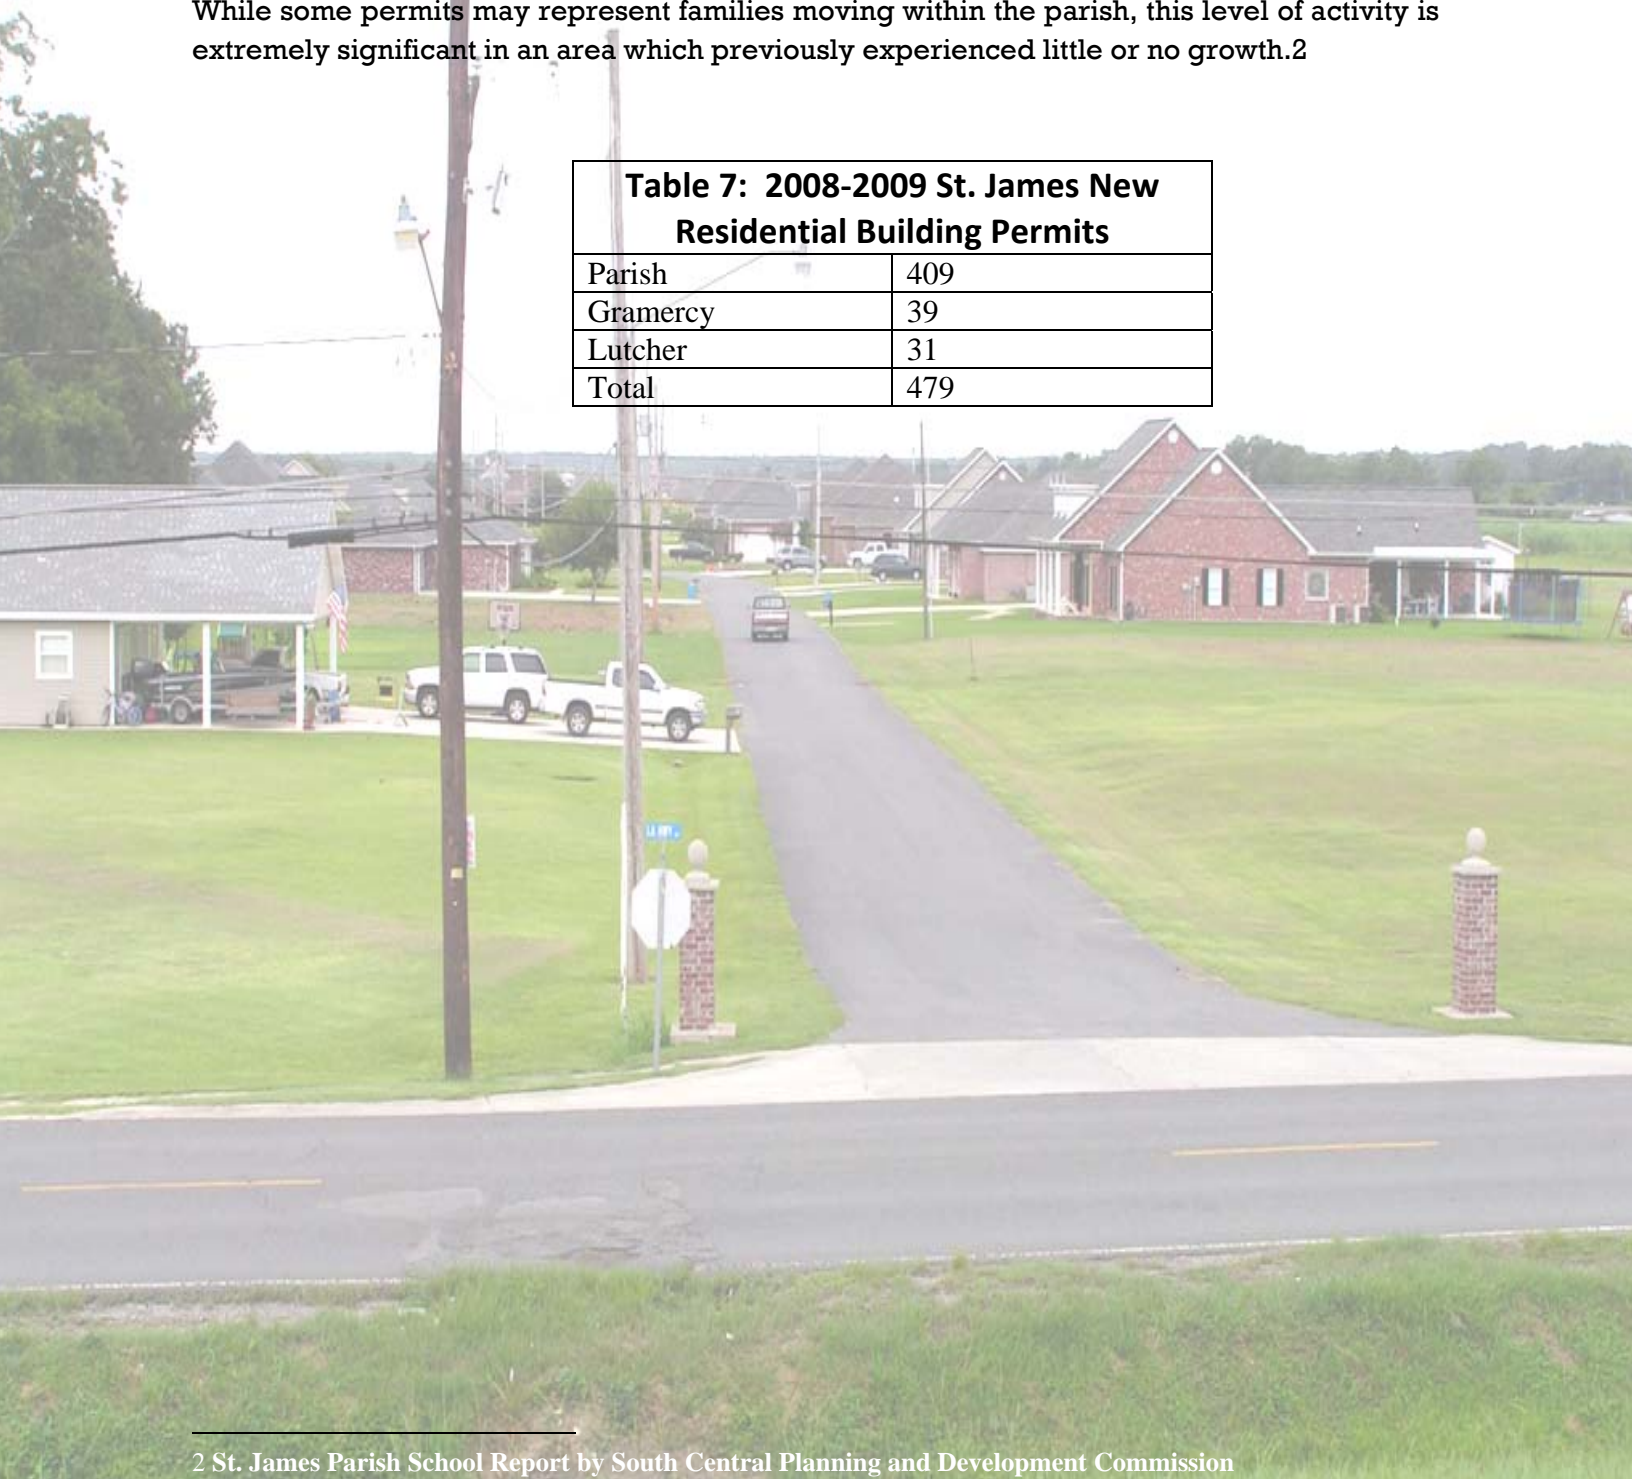 While some permits may represent families moving within the parish, this level of activity is
extremely significant in an area which previously experienced little or no growth.2
Table 7: 2008-2009 St. James New
Residential Building Permits
Parish 409
Gramercy 39
Lutcher 31
Total 479
LA HWY
2 St. James Parish School Report by South Central Planning and Development Commission